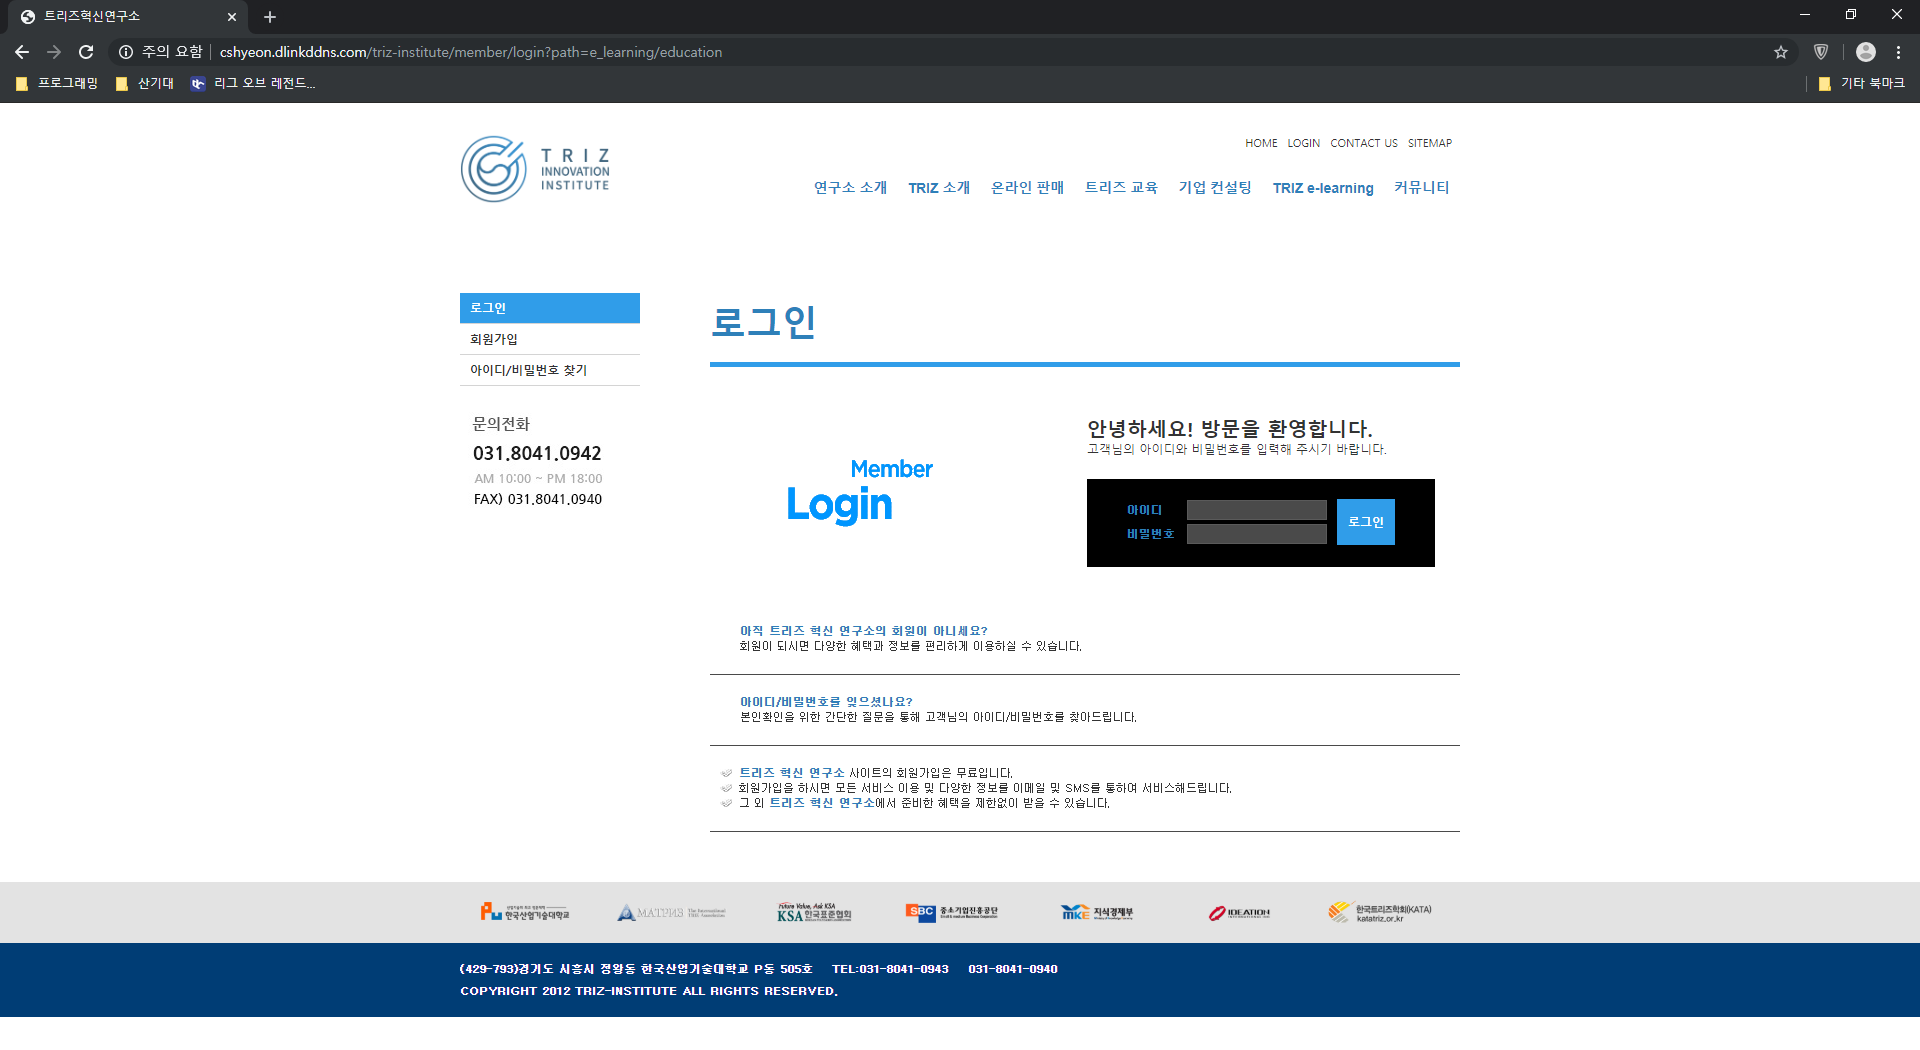 트리즈혁신연구소
주의 요함 cshyeon.dlinkddns.com/triz-institute/member/login?path=e_learning/education
프로그래밍 산기대 리그 오브 레전드... 기타 북마크
HOME LOGIN CONTACT US SITEMAP
TRIZ
INNOVATION
INSTITUTE
연구소 소개 TRIZ 소개 온라인 판매 트리즈 교육 기업 컨설팅 TRIZ e-learning 커뮤니티
로그인
회원가입
아이디/비밀번호 찾기
문의전화
031.8041.0942
AM 10:00 ~ PM 18:00
FAX) 031.8041.0940
로그인
Member
Login
안녕하세요! 방문을 환영합니다.
고객님의 아이디와 비밀번호를 입력해 주시기 바랍니다.
아이디
비밀번호
로그인
아직 트리즈 혁신 연구소의 회원이 아니세요?
회원이 되시면 다양한 혜택과 정보를 편리하게 이용하실 수 있습니다.
아이디/비밀번호를 잊으셨나요?
본인확인을 위한 간단한 질문을 통해 고객님의 아이디/비밀번호를 찾아드립니다.
트리즈 혁신 연구소 사이트의 회원가입은 무료입니다.
회원가입을 하시면 모든 서비스 이용 및 다양한 정보를 이메일 및 SMS를 통하여 서비스해드립니다.
그 외 트리즈 혁신 연구소에서 준비한 혜택을 제한없이 받을 수 있습니다.
한국산업기술대학교
МАТРИЗ The International TRIZ Association
Future Value, Ask KSA
KSA 한국표준협회
SBC 중소기업진흥공단
MKE 지식경제부
IDEATION
한국트리즈학회(KATA)
katatriz.or.kr
(429-793)경기도 시흥시 정왕동 한국산업기술대학교 P동 505호 TEL:031-8041-0943 031-8041-0940
COPYRIGHT 2012 TRIZ-INSTITUTE ALL RIGHTS RESERVED.